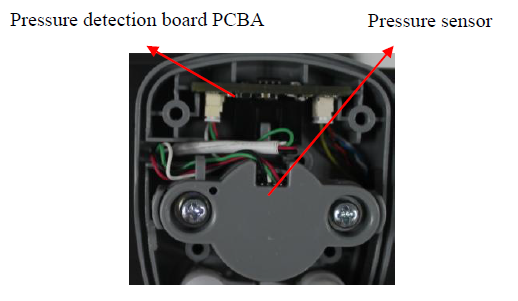 Pressure detection board PCBA
Pressure sensor